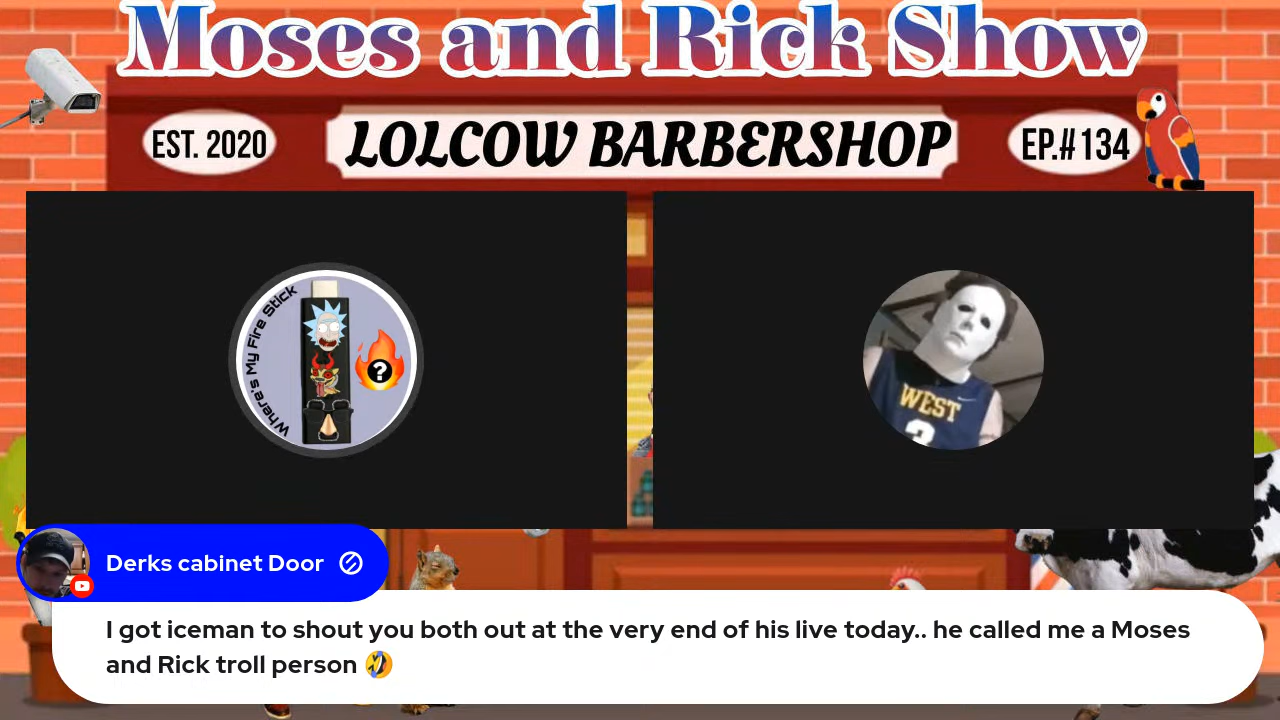 Moses and Rick Show
EST. 2020
LOLCOW BARBERSHOP
EP.#134
Where's My Fire Stick
?
WEST
Derks cabinet Door
I got iceman to shout you both out at the very end of his live today.. he called me a Moses
and Rick troll person 🤣